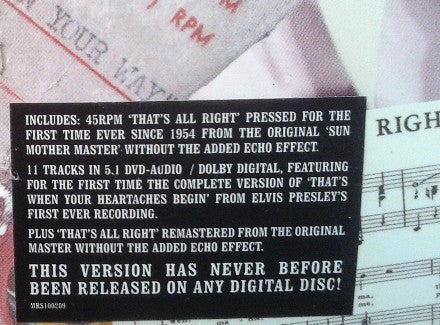 7 RPM
N YOUR WAY
INCLUDES: 45RPM 'THAT'S ALL RIGHT' PRESSED FOR THE
FIRST TIME EVER SINCE 1954 FROM THE ORIGINAL 'SUN
MOTHER MASTER' WITHOUT THE ADDED ECHO EFFECT.
11 TRACKS IN 5.1 DVD-AUDIO / DOLBY DIGITAL, FEATURING
FOR THE FIRST TIME THE COMPLETE VERSION OF 'THAT'S
WHEN YOUR HEARTACHES BEGIN' FROM ELVIS PRESLEY'S
FIRST EVER RECORDING.
PLUS 'THAT'S ALL RIGHT' REMASTERED FROM THE ORIGINAL
MASTER WITHOUT THE ADDED ECHO EFFECT.
THIS VERSION HAS NEVER BEFORE
BEEN RELEASED ON ANY DIGITAL DISC!
MRS100209
RIGH
ma,